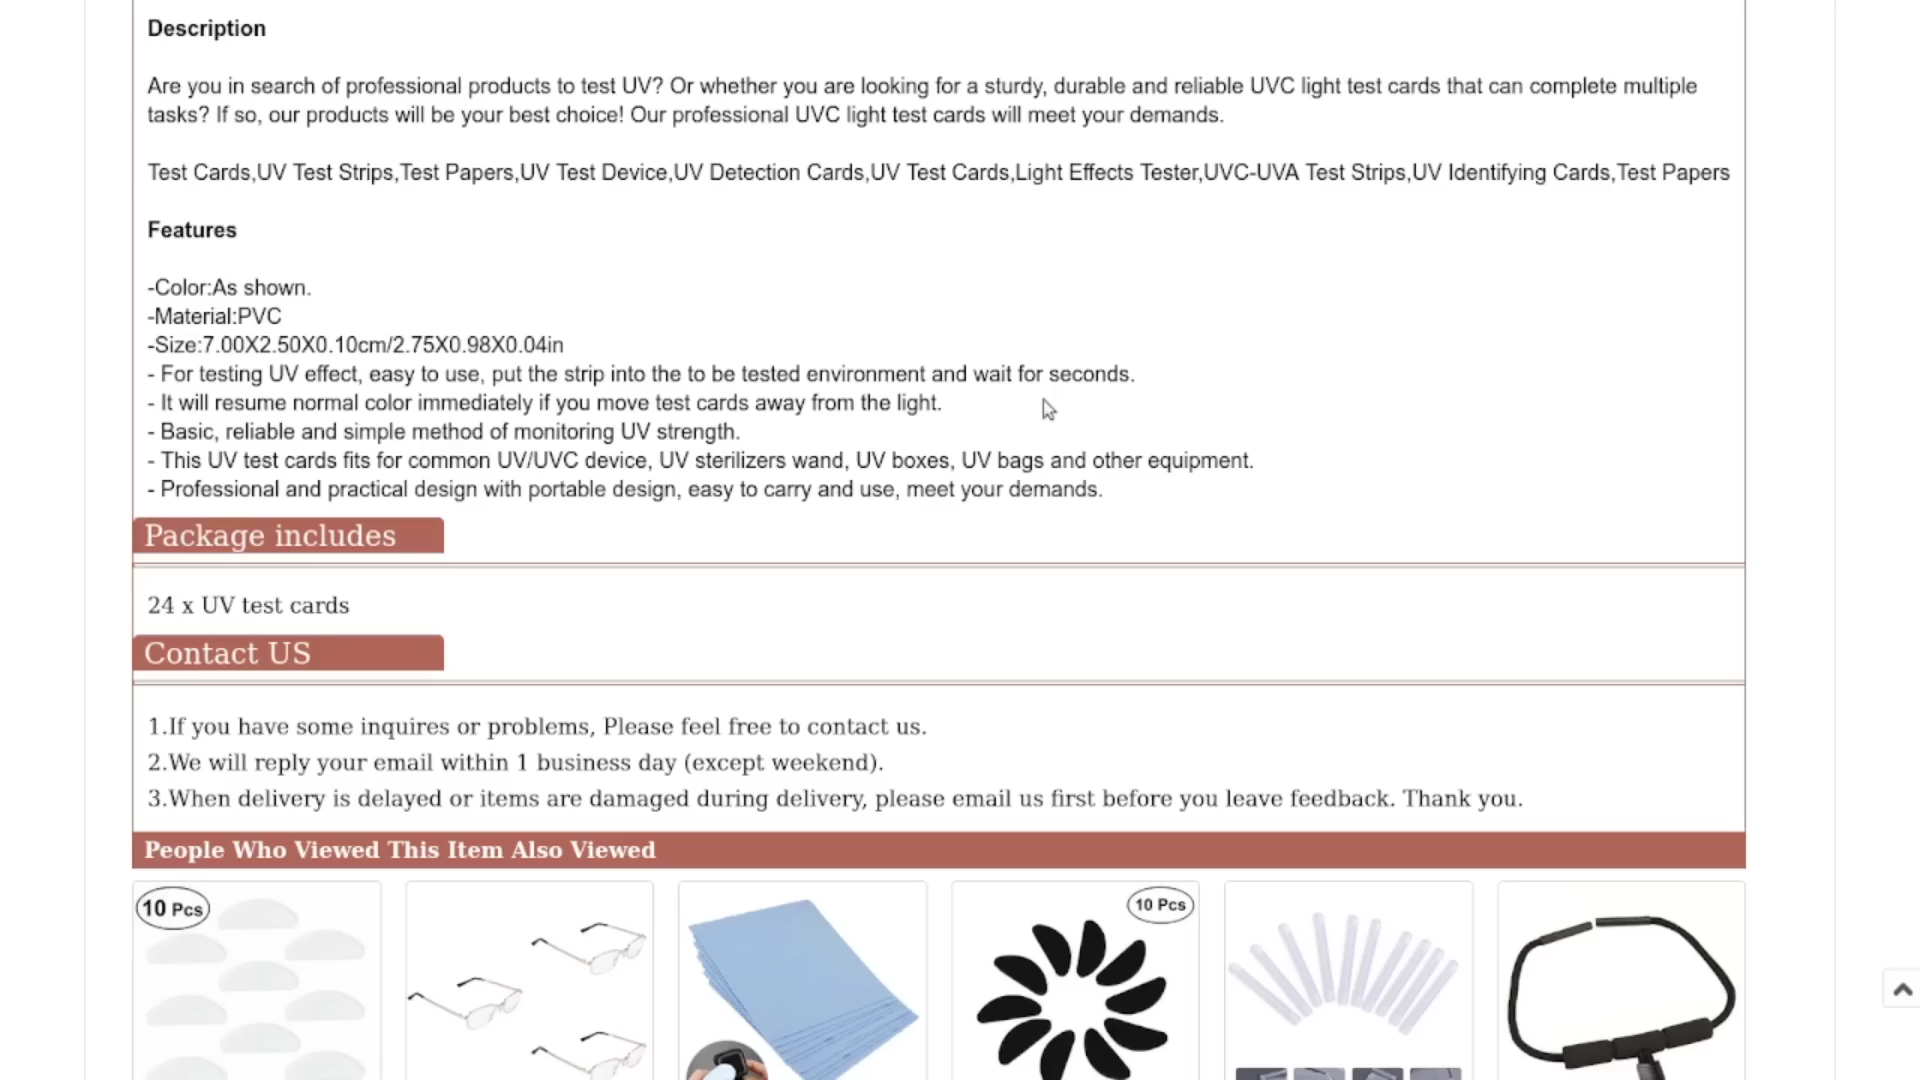 Description
Are you in search of professional products to test UV? Or whether you are looking for a sturdy, durable and reliable UVC light test cards that can complete multiple
tasks? If so, our products will be your best choice! Our professional UVC light test cards will meet your demands.
Test Cards,UV Test Strips,Test Papers,UV Test Device,UV Detection Cards,UV Test Cards,Light Effects Tester,UVC-UVA Test Strips,UV Identifying Cards,Test Papers
Features
-Color:As shown.
-Material:PVC
-Size:7.00X2.50X0.10cm/2.75X0.98X0.04in
- For testing UV effect, easy to use, put the strip into the to be tested environment and wait for seconds.
- It will resume normal color immediately if you move test cards away from the light.
- Basic, reliable and simple method of monitoring UV strength.
- This UV test cards fits for common UV/UVC device, UV sterilizers wand, UV boxes, UV bags and other equipment.
- Professional and practical design with portable design, easy to carry and use, meet your demands.
Package includes
24 x UV test cards
Contact US
1.If you have some inquires or problems, Please feel free to contact us.
2.We will reply your email within 1 business day (except weekend).
3.When delivery is delayed or items are damaged during delivery, please email us first before you leave feedback. Thank you.
People Who Viewed This Item Also Viewed
10 Pcs
10 Pcs